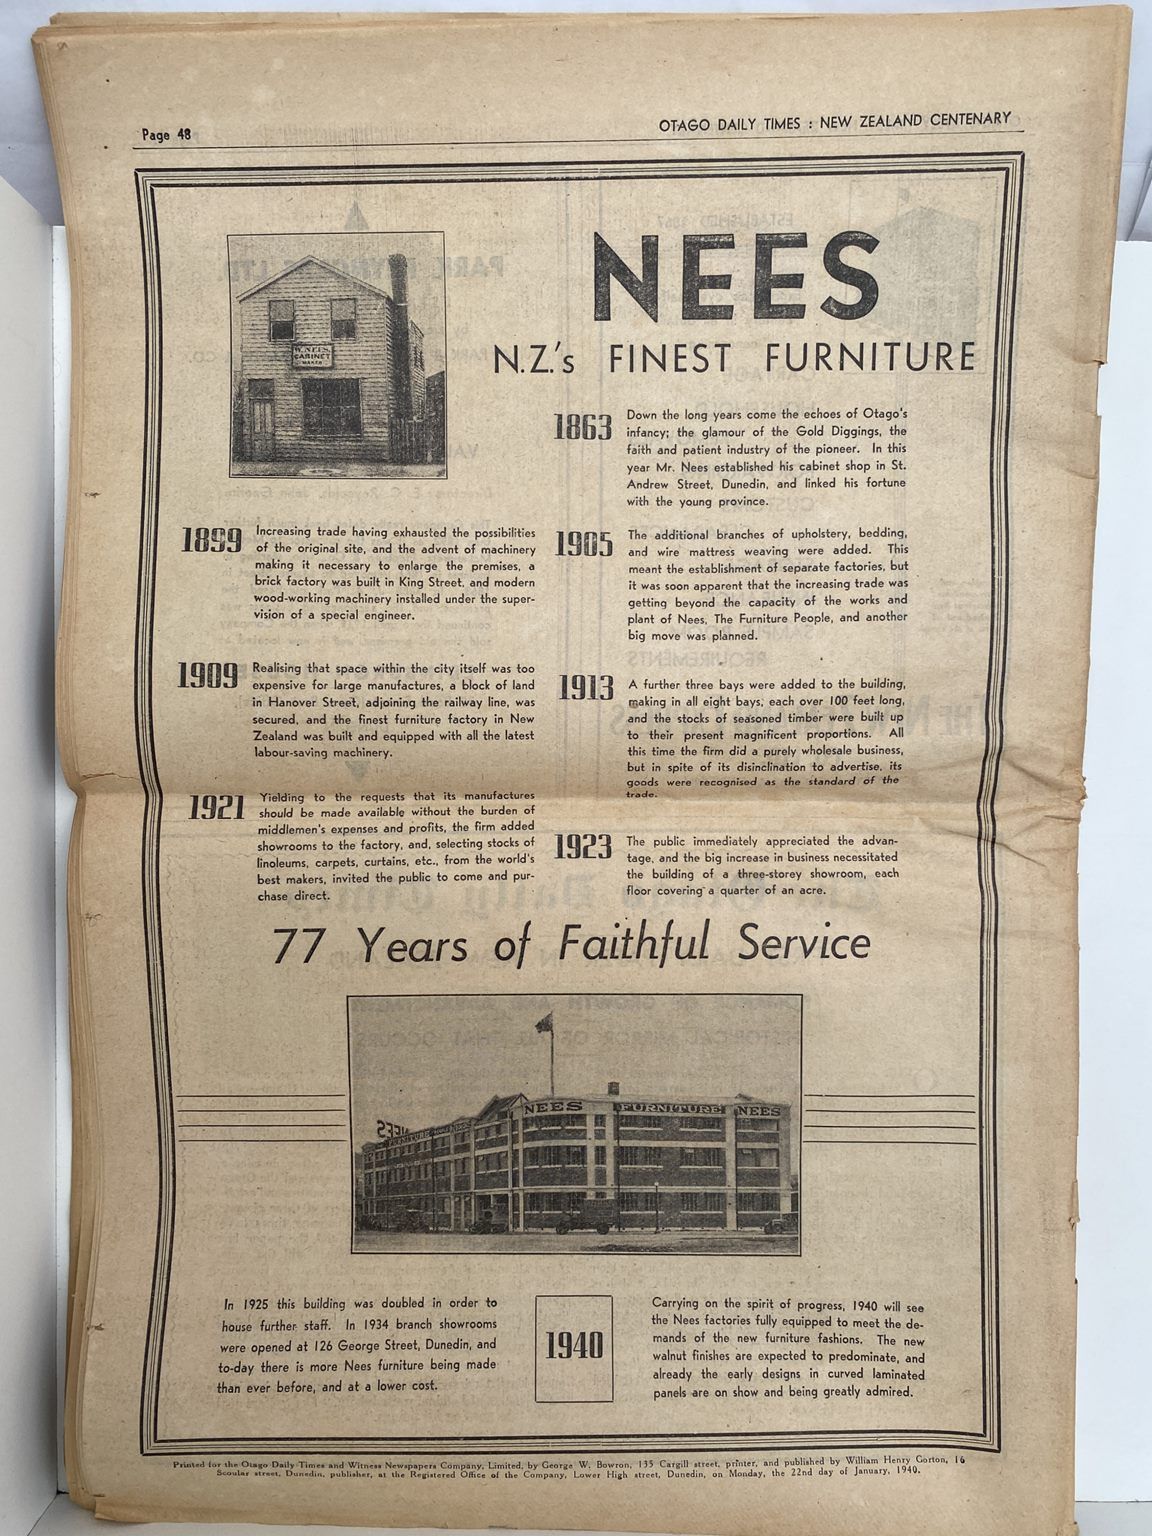 Page 48
OTAGO DAILY TIMES : NEW ZEALAND CENTENARY
W. NEES
CABINET
MAKER
NEES
N.Z.'s FINEST FURNITURE
1863
Down the long years come the echoes of Otago's
infancy; the glamour of the Gold Diggings, the
faith and patient industry of the pioneer. In this
year Mr. Nees established his cabinet shop in St.
Andrew Street, Dunedin, and linked his fortune
with the young province.
1899
Increasing trade having exhausted the possibilities
of the original site, and the advent of machinery
making it necessary to enlarge the premises, a
brick factory was built in King Street, and modern
wood-working machinery installed under the super-
vision of a special engineer.
1905
The additional branches of upholstery, bedding,
and wire mattress weaving were added. This
meant the establishment of separate factories, but
it was soon apparent that the increasing trade was
getting beyond the capacity of the works and
plant of Nees, The Furniture People, and another
big move was planned.
1909
Realising that space within the city itself was too
expensive for large manufactures, a block of land
in Hanover Street, adjoining the railway line, was
secured, and the finest furniture factory in New
Zealand was built and equipped with all the latest
labour-saving machinery.
1913
A further three bays were added to the building,
making in all eight bays, each over 100 feet long,
and the stocks of seasoned timber were built up
to their present magnificent proportions. All
this time the firm did a purely wholesale business,
but in spite of its disinclination to advertise, its
goods were recognised as the standard of the
trade.
1921
Yielding to the requests that its manufactures
should be made available without the burden of
middlemen's expenses and profits, the firm added
showrooms to the factory, and, selecting stocks of
linoleums, carpets, curtains, etc., from the world's
best makers, invited the public to come and pur-
chase direct.
1923
The public immediately appreciated the advan-
tage, and the big increase in business necessitated
the building of a three-storey showroom, each
floor covering a quarter of an acre.
77 Years of Faithful Service
NEES FURNITURE NEES
NEES
FURNITURE
In 1925 this building was doubled in order to
house further staff. In 1934 branch showrooms
were opened at 126 George Street, Dunedin, and
to-day there is more Nees furniture being made
than ever before, and at a lower cost.
1940
Carrying on the spirit of progress, 1940 will see
the Nees factories fully equipped to meet the de-
mands of the new furniture fashions. The new
walnut finishes are expected to predominate, and
already the early designs in curved laminated
panels are on show and being greatly admired.
Printed for the Otago Daily Times and Witness Newspapers Company, Limited, by George W. Bowron, 135 Cargill street, printer, and published by William Henry Gorton, 16
Scoular street, Dunedin, publisher, at the Registered Office of the Company, Lower High street, Dunedin, on Monday, the 22nd day of January, 1940.